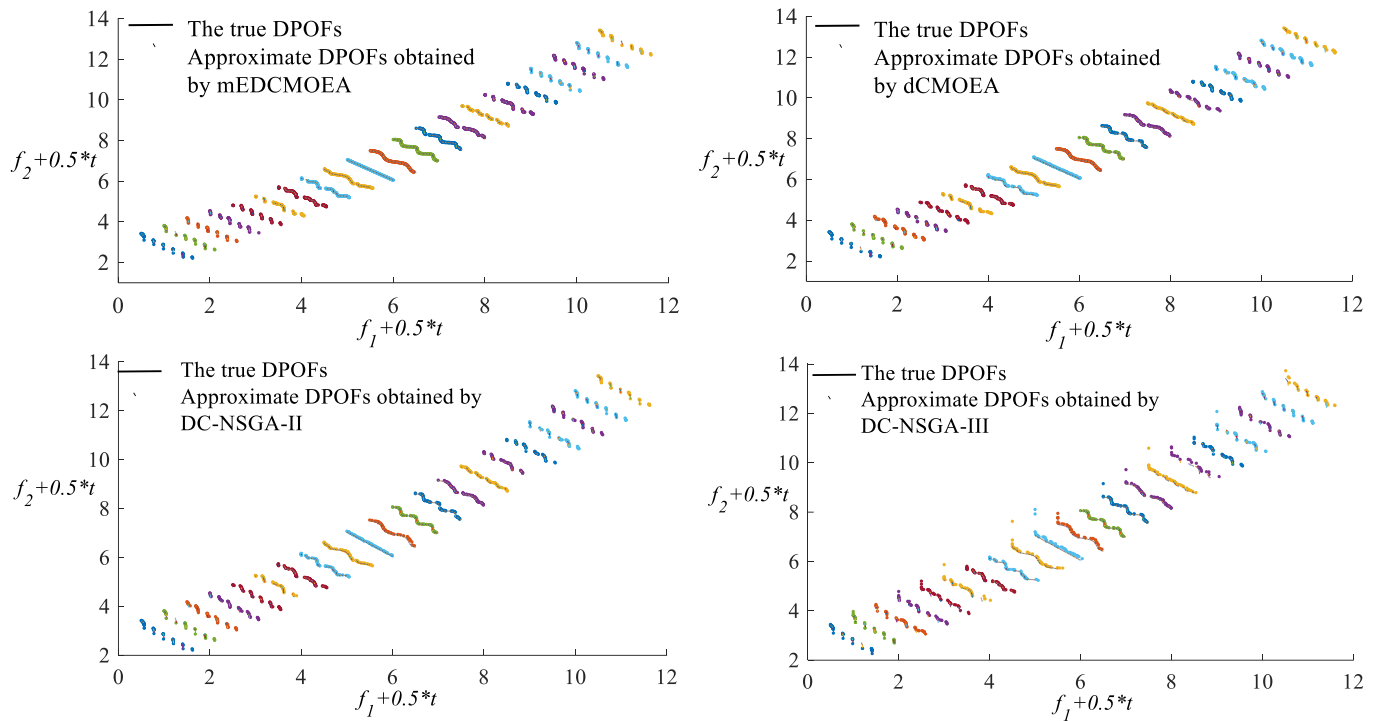 The true DPOFs
Approximate DPOFs obtained
by mEDCMOEA
14
12
10
8
6
4
2
f2+0.5*t
0 2 4 6 8 10 12
f1+0.5*t
The true DPOFs
Approximate DPOFs obtained
by dCMOEA
14
12
10
8
6
4
2
f2+0.5*t
0 2 4 6 8 10 12
f1+0.5*t
The true DPOFs
Approximate DPOFs obtained by
DC-NSGA-II
14
12
10
8
6
4
2
f2+0.5*t
0 2 4 6 8 10 12
f1+0.5*t
The true DPOFs
Approximate DPOFs obtained by
DC-NSGA-III
14
12
10
8
6
4
2
f2+0.5*t
0 2 4 6 8 10 12
f1+0.5*t